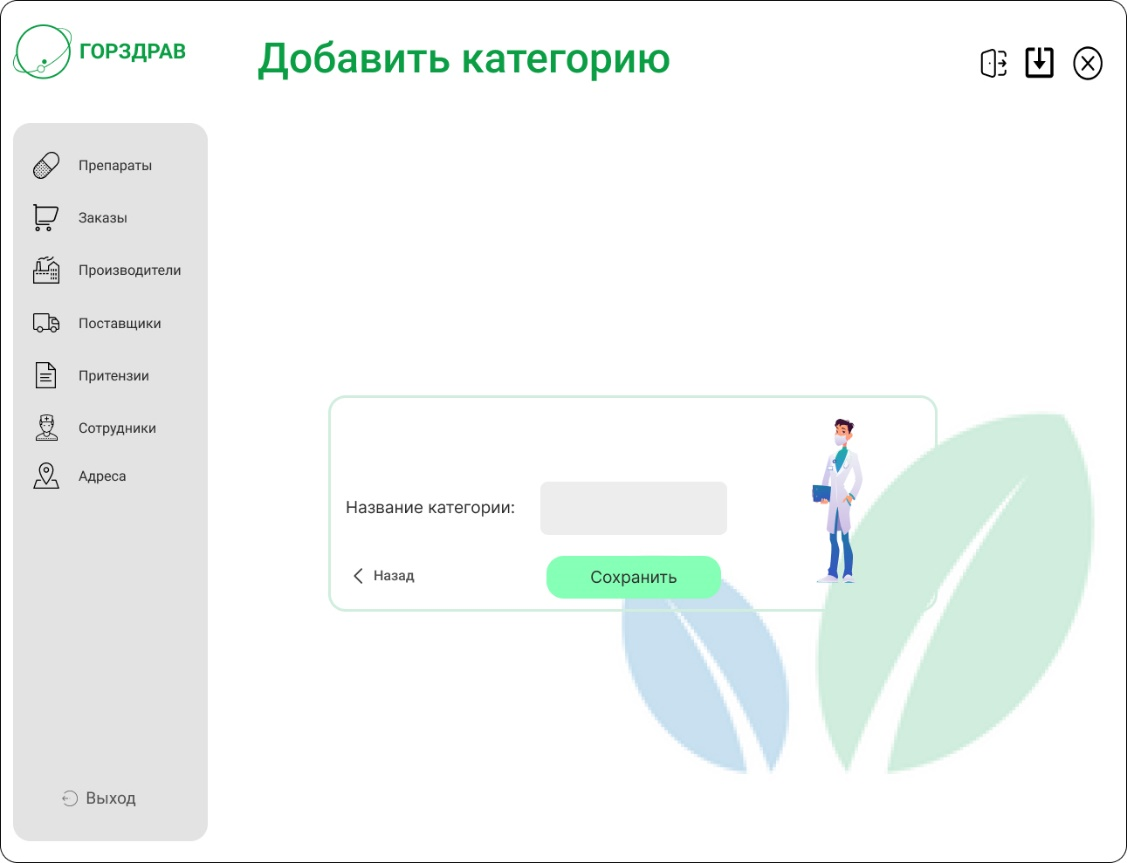 ГОРЗДРАВ
Добавить категорию
Препараты
Заказы
Производители
Поставщики
Притензии
Сотрудники
Адреса
Название категории:
Назад
Сохранить
Выход